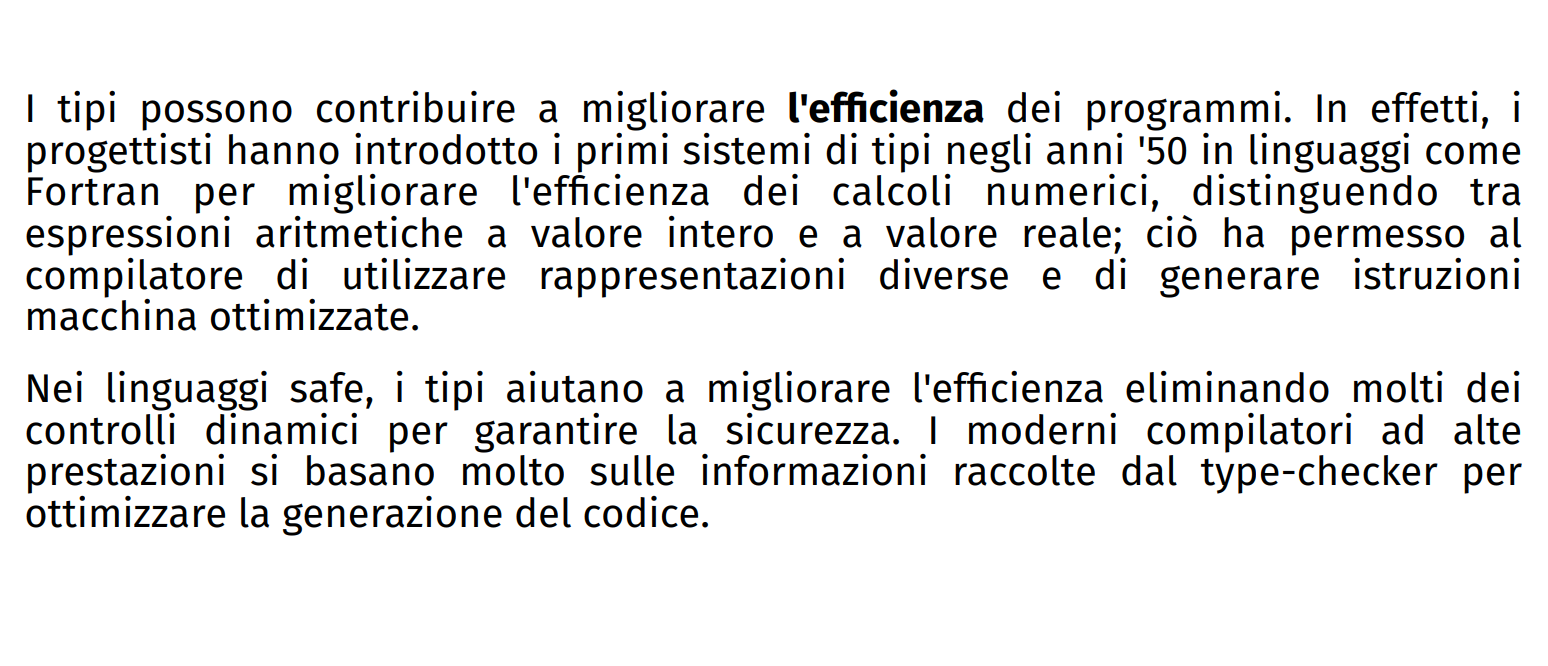 I tipi possono contribuire a migliorare l'efficienza dei programmi. In effetti, i
progettisti hanno introdotto i primi sistemi di tipi negli anni '50 in linguaggi come
Fortran per migliorare l'efficienza dei calcoli numerici, distinguendo tra
espressioni aritmetiche a valore intero e a valore reale; ciò ha permesso al
compilatore di utilizzare rappresentazioni diverse e di generare istruzioni
macchina ottimizzate.
Nei linguaggi safe, i tipi aiutano a migliorare l'efficienza eliminando molti dei
controlli dinamici per garantire la sicurezza. I moderni compilatori ad alte
prestazioni si basano molto sulle informazioni raccolte dal type-checker per
ottimizzare la generazione del codice.